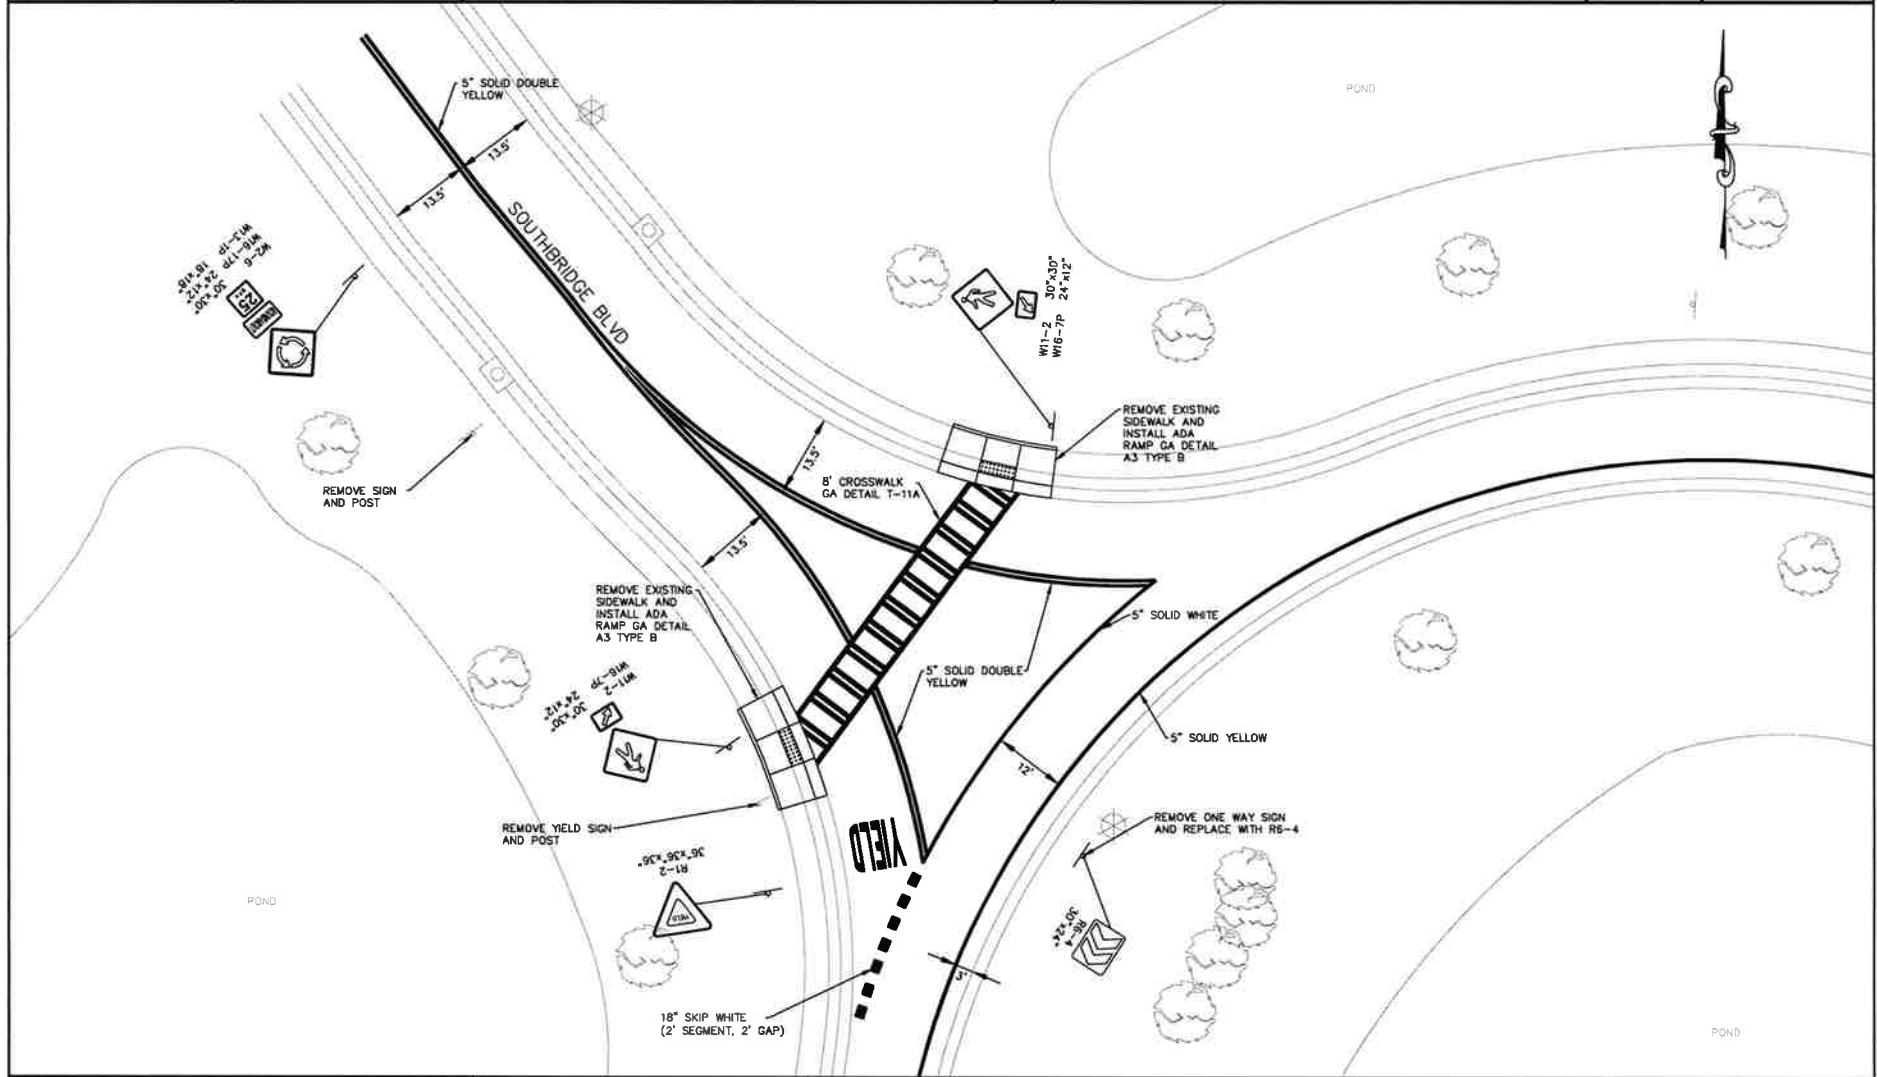 5" SOLID DOUBLE
YELLOW
POND
13.5'
13.5'
SOUTHBRIDGE BLVD
W2-6 30"x30"
W16-17P 24"x12"
W13-1P 18"x18"
25
W11-2 30"x30"
W16-7P 24"x12"
REMOVE EXISTING
SIDEWALK AND
INSTALL ADA
RAMP GA DETAIL
A3 TYPE B
13.5'
8' CROSSWALK
GA DETAIL T-11A
REMOVE SIGN
AND POST
13.5'
REMOVE EXISTING
SIDEWALK AND
INSTALL ADA
RAMP GA DETAIL
A3 TYPE B
5" SOLID WHITE
5" SOLID DOUBLE
YELLOW
W11-2 30"x30"
W16-7P 24"x12"
5" SOLID YELLOW
12'
REMOVE YIELD SIGN
AND POST
YIELD
REMOVE ONE WAY SIGN
AND REPLACE WITH R6-4
R1-2
36"x36"x36"
YIELD
POND
R6-4
30"x24"
3'
18" SKIP WHITE
(2' SEGMENT, 2' GAP)
POND